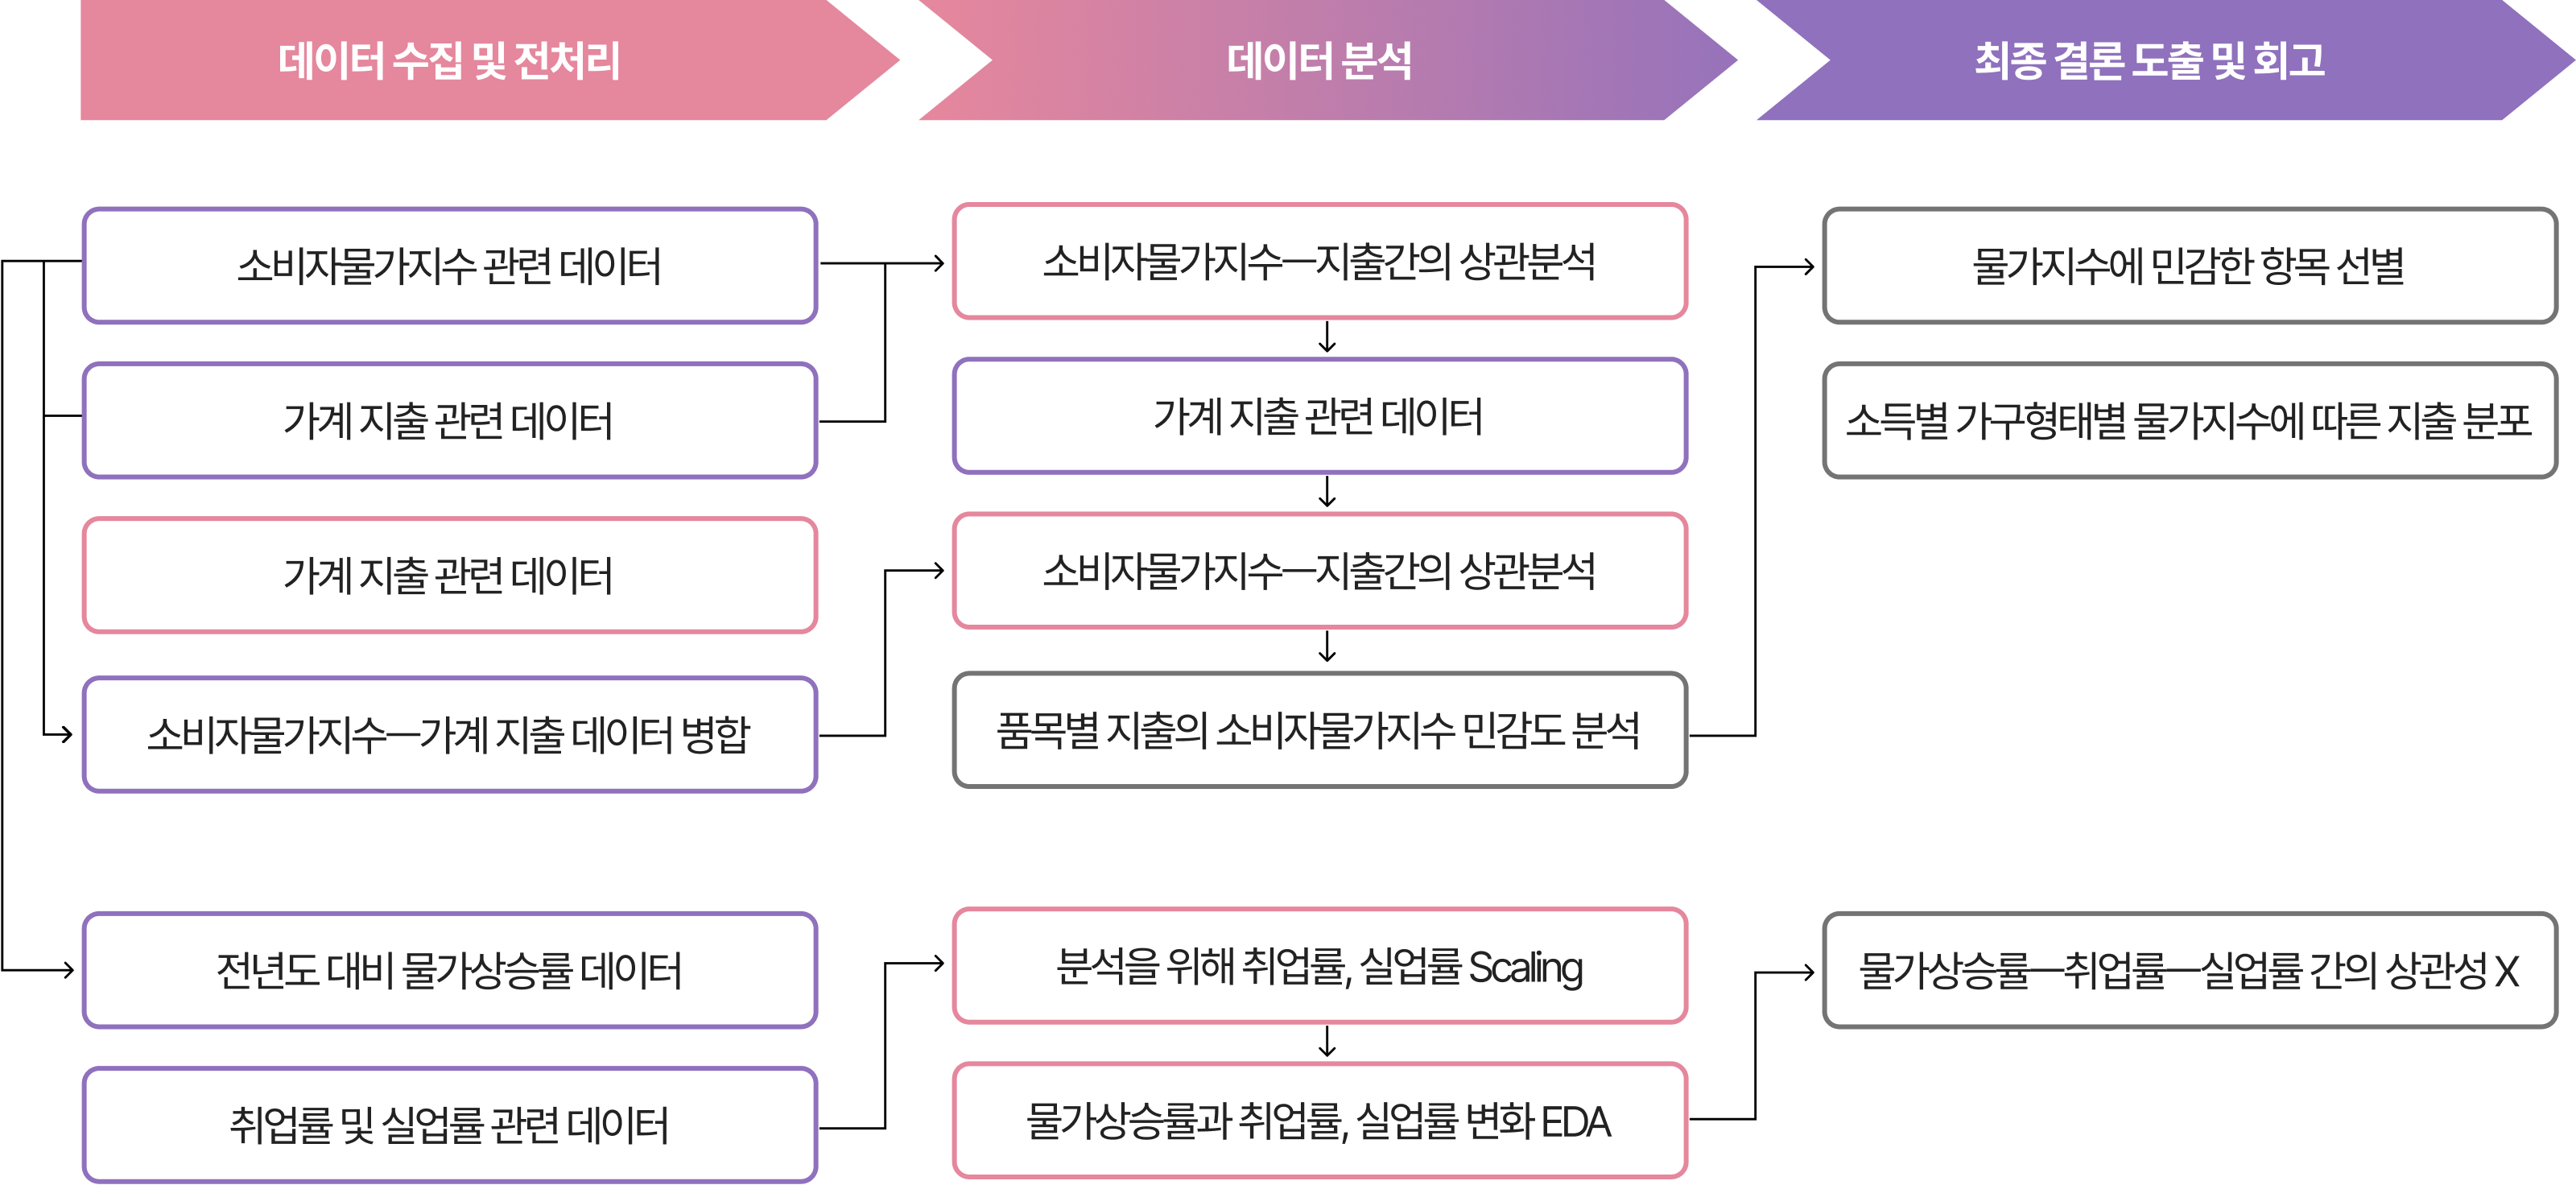 데이터 수집 및 전처리
데이터 분석
최종 결론 도출 및 회고
소비자물가지수 관련 데이터
가계 지출 관련 데이터
가계 지출 관련 데이터
소비자물가지수—가계 지출 데이터 병합
전년도 대비 물가상승률 데이터
취업률 및 실업률 관련 데이터
소비자물가지수—지출간의 상관분석
가계 지출 관련 데이터
소비자물가지수—지출간의 상관분석
품목별 지출의 소비자물가지수 민감도 분석
분석을 위해 취업률, 실업률 Scaling
물가상승률과 취업률, 실업률 변화 EDA
물가지수에 민감한 항목 선별
소득별 가구형태별 물가지수에 따른 지출 분포
물가상승률—취업률—실업률 간의 상관성 X